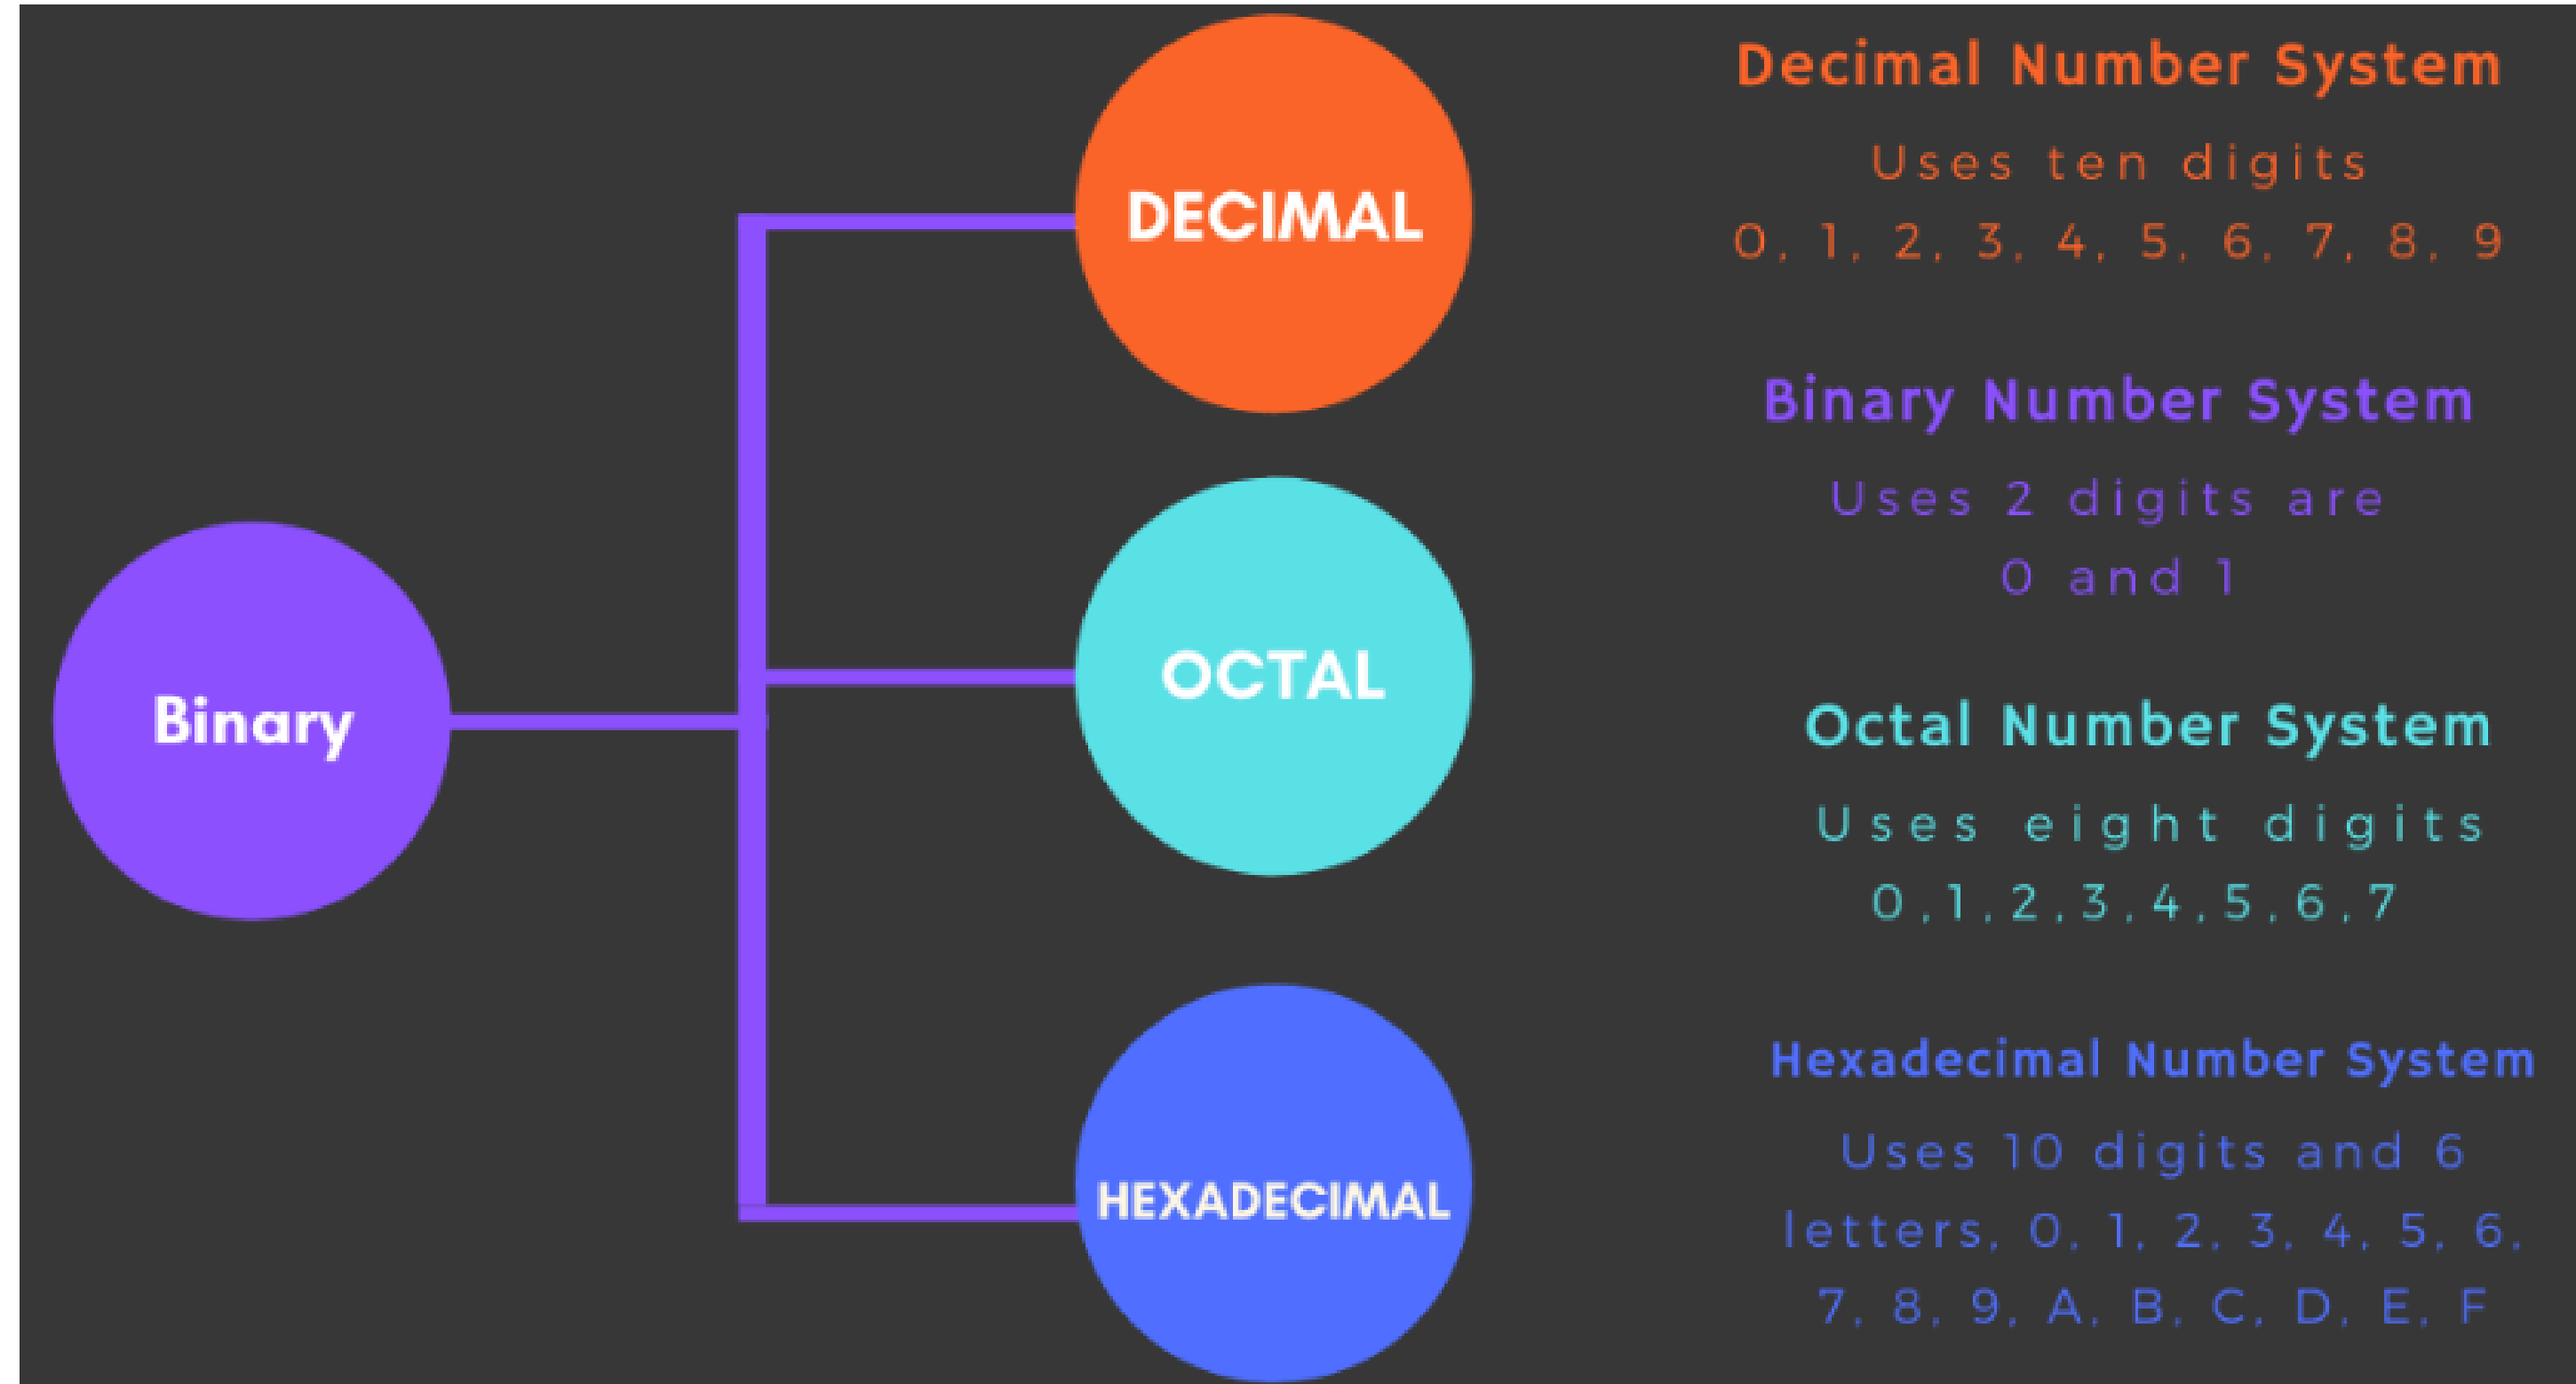 Binary
DECIMAL
OCTAL
HEXADECIMAL
Decimal Number System
Uses ten digits
0, 1, 2, 3, 4, 5, 6, 7, 8, 9
Binary Number System
Uses 2 digits are
0 and 1
Octal Number System
Uses eight digits
0,1,2,3,4,5,6,7
Hexadecimal Number System
Uses 10 digits and 6
letters, 0, 1, 2, 3, 4, 5, 6,
7, 8, 9, A, B, C, D, E, F